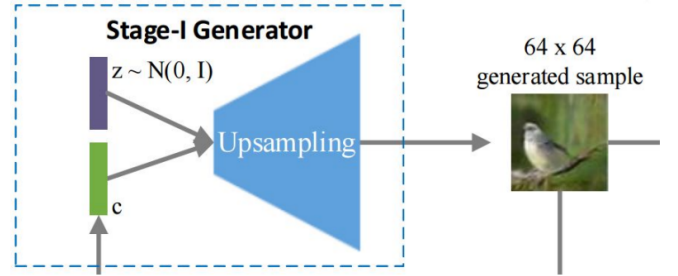 Stage-I Generator
z ~ N(0, I)
64 x 64
generated sample
Upsampling
c